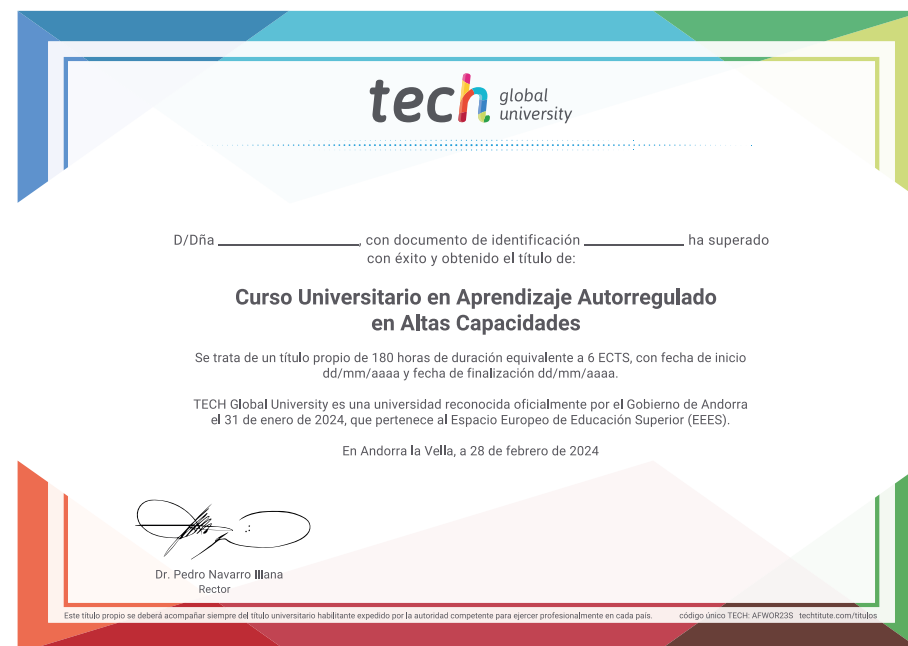 tech global
university
D/Dña ____________________, con documento de identificación ______________ ha superado
con éxito y obtenido el título de:
Curso Universitario en Aprendizaje Autorregulado
en Altas Capacidades
Se trata de un título propio de 180 horas de duración equivalente a 6 ECTS, con fecha de inicio
dd/mm/aaaa y fecha de finalización dd/mm/aaaa.
TECH Global University es una universidad reconocida oficialmente por el Gobierno de Andorra
el 31 de enero de 2024, que pertenece al Espacio Europeo de Educación Superior (EEES).
En Andorra la Vella, a 28 de febrero de 2024
Dr. Pedro Navarro Illana
Rector
Este título propio se deberá acompañar siempre del título universitario habilitante expedido por la autoridad competente para ejercer profesionalmente en cada país. código único TECH: AFWOR23S techtitute.com/titulos